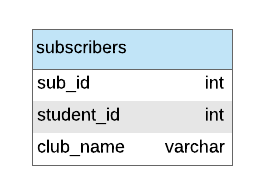 subscribers
sub_id int
student_id int
club_name varchar